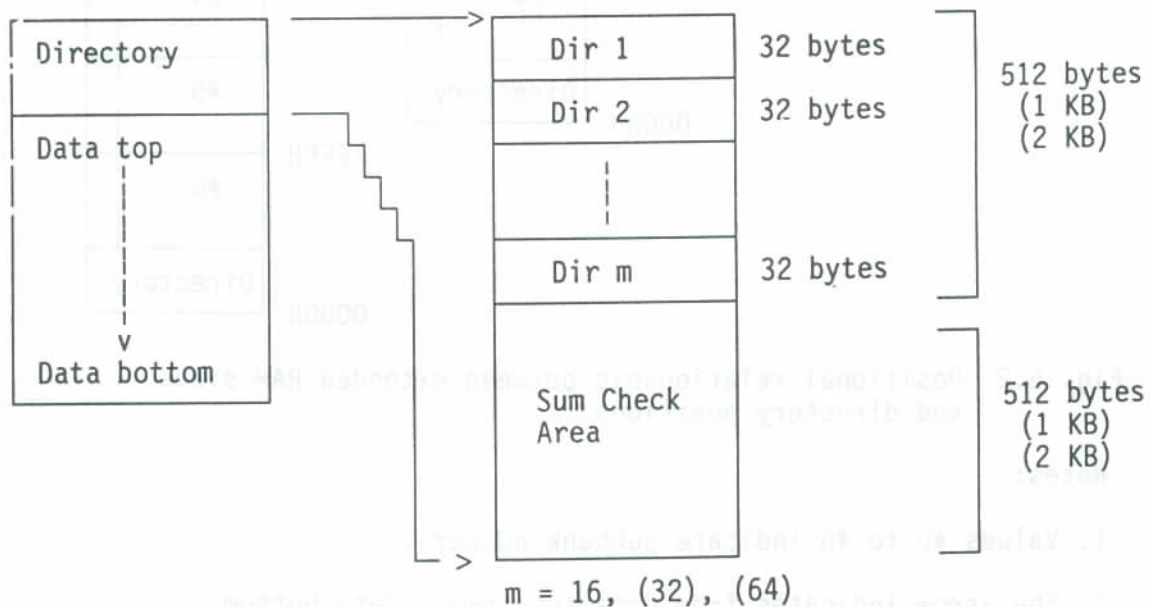 Directory
Data top
Data bottom
Dir 1
32 bytes
Dir 2
32 bytes
Dir m
32 bytes
512 bytes
(1 KB)
(2 KB)
Sum Check
Area
512 bytes
(1 KB)
(2 KB)
m = 16, (32), (64)